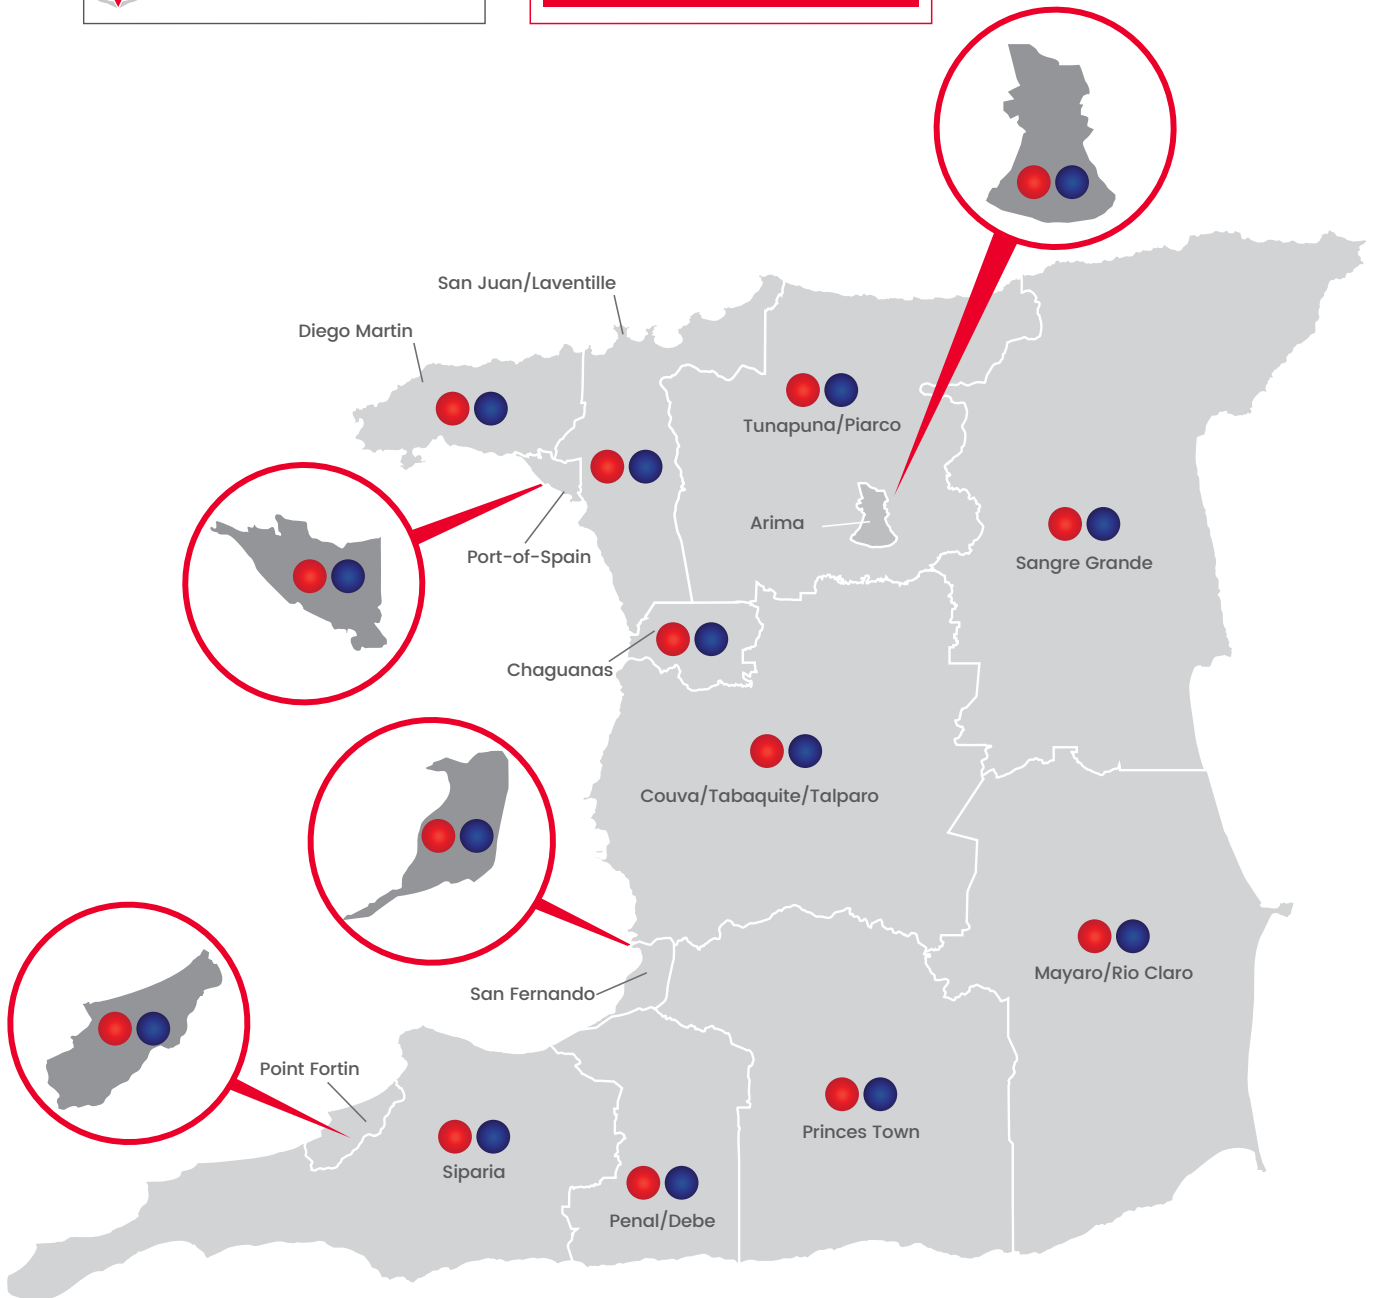 San Juan/Laventille
Diego Martin
Tunapuna/Piarco
Arima
Port-of-Spain
Sangre Grande
Chaguanas
Couva/Tabaquite/Talparo
Mayaro/Rio Claro
San Fernando
Point Fortin
Princes Town
Siparia
Penal/Debe